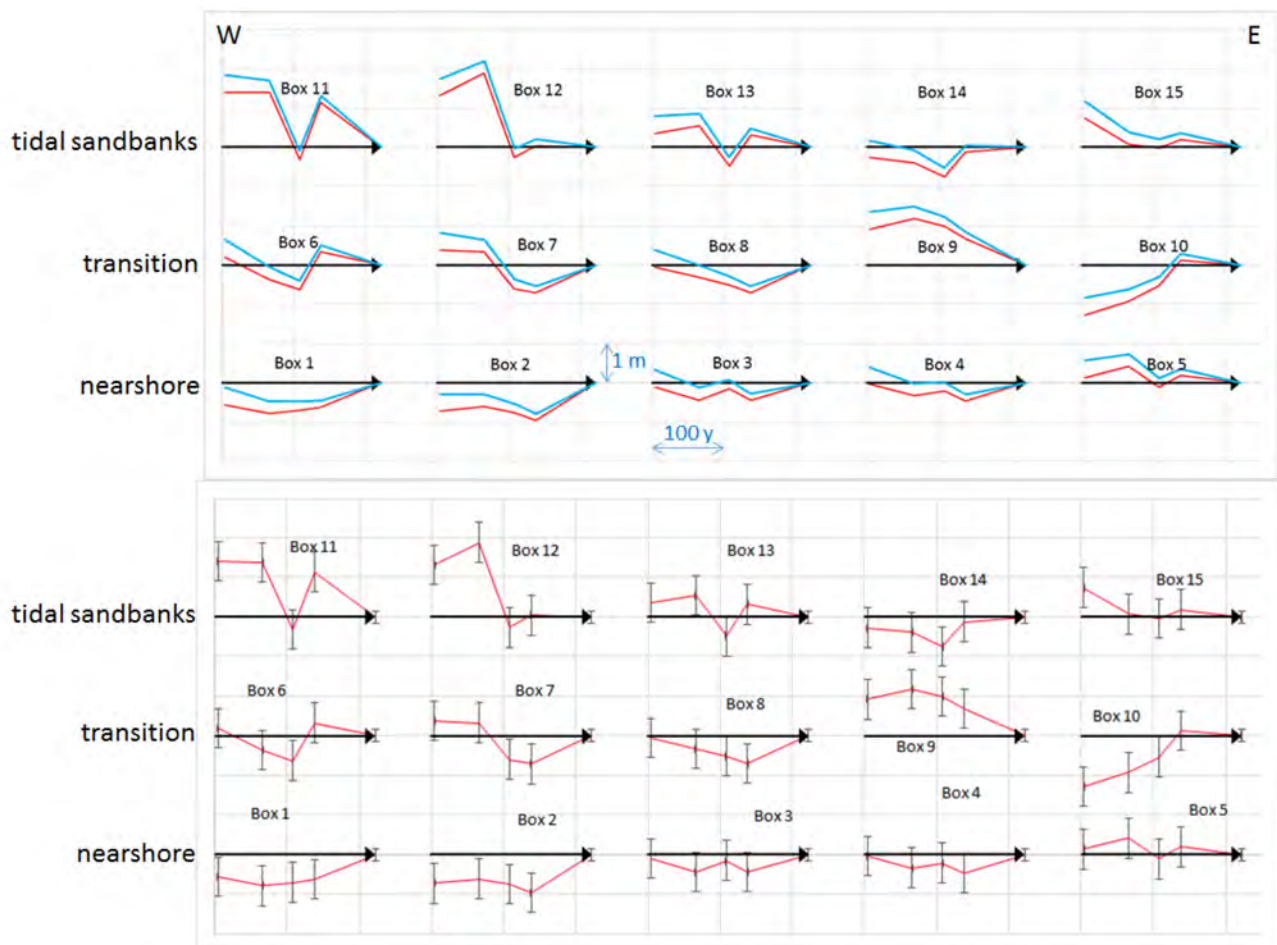 W E
Box 11 Box 12 Box 13 Box 14 Box 15
tidal sandbanks
Box 6 Box 7 Box 8 Box 9 Box 10
transition
1 m
Box 1 Box 2 Box 3 Box 4 Box 5
nearshore
100 y
Box 11 Box 12 Box 13 Box 14 Box 15
tidal sandbanks
Box 6 Box 7 Box 8 Box 10
transition
Box 9
Box 1 Box 2 Box 3 Box 4 Box 5
nearshore